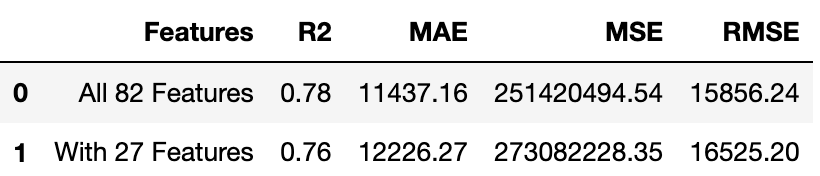 Features R2 MAE MSE RMSE
0 All 82 Features 0.78 11437.16 251420494.54 15856.24
1 With 27 Features 0.76 12226.27 273082228.35 16525.20